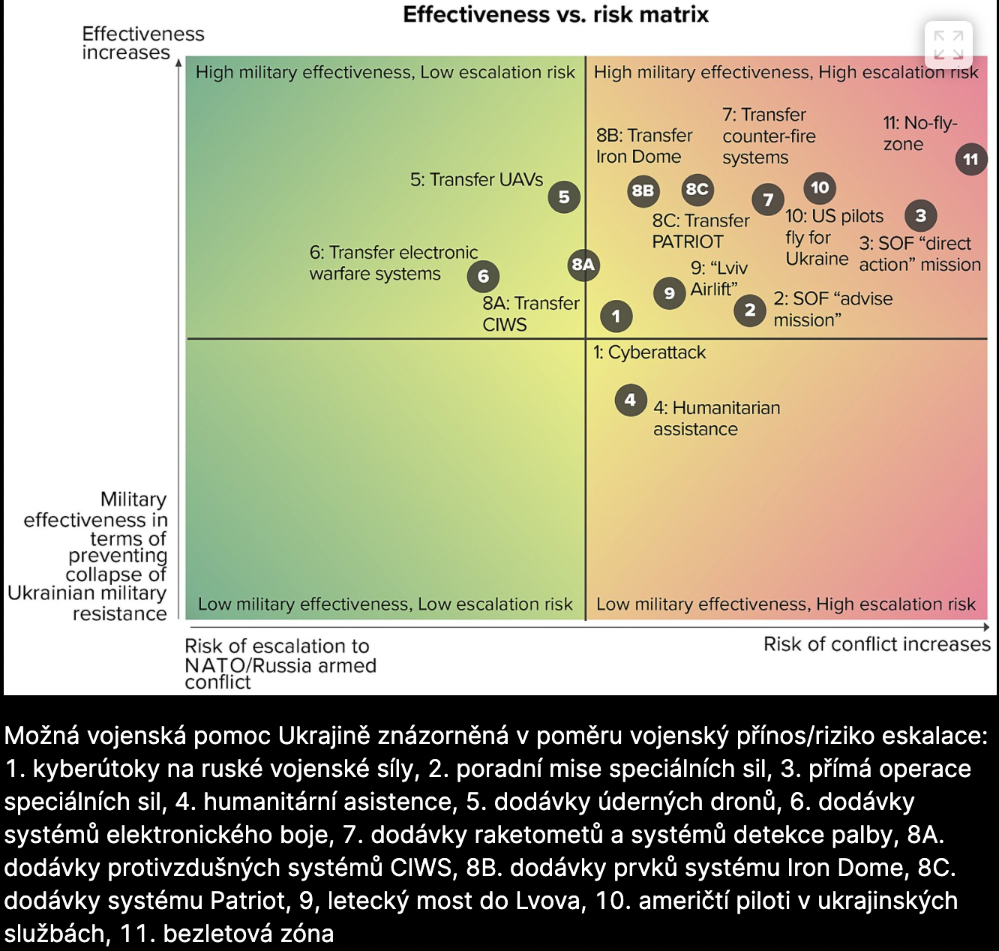 Effectiveness vs. risk matrix
Effectiveness
increases
High military effectiveness, Low escalation risk
High military effectiveness, High escalation risk
7: Transfer
counter-fire
systems
11: No-fly-
zone
8B: Transfer
Iron Dome
11
5: Transfer UAVs
5
8B
8C
7
10
3
8C: Transfer
PATRIOT
10: US pilots
fly for
Ukraine
3: SOF “direct
action” mission
6: Transfer electronic
warfare systems
6
8A
8A: Transfer
CIWS
9: “Lviv
Airlift”
9
1
2
2: SOF “advise
mission”
1: Cyberattack
4
4: Humanitarian
assistance
Military
effectiveness in
terms of
preventing
collapse of
Ukrainian military
resistance
Low military effectiveness, Low escalation risk
Low military effectiveness, High escalation risk
Risk of escalation to
NATO/Russia armed
conflict
Risk of conflict increases
Možná vojenská pomoc Ukrajině znázorněná v poměru vojenský přínos/riziko eskalace:
1. kyberútoky na ruské vojenské síly, 2. poradní mise speciálních sil, 3. přímá operace
speciálních sil, 4. humanitární asistence, 5. dodávky úderných dronů, 6. dodávky
systémů elektronického boje, 7. dodávky raketometů a systémů detekce palby, 8A.
dodávky protivzdušných systémů CIWS, 8B. dodávky prvků systému Iron Dome, 8C.
dodávky systému Patriot, 9, letecký most do Lvova, 10. američtí piloti v ukrajinských
službách, 11. bezletová zóna